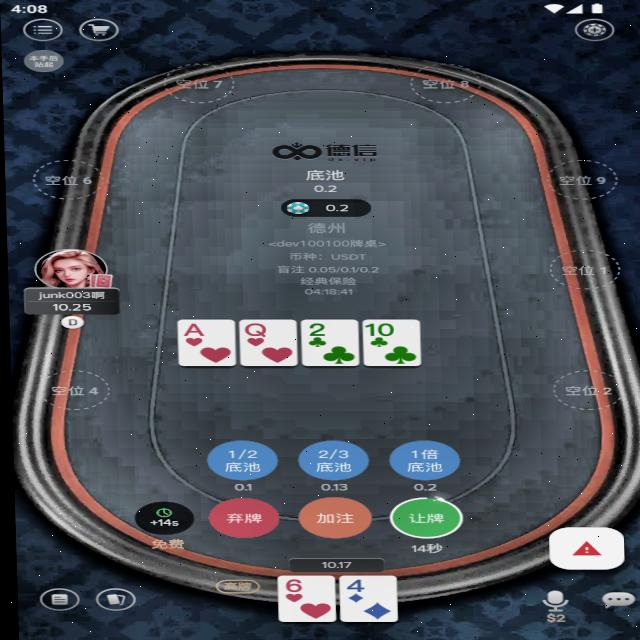 4:08
本手后
站起
空位 7
空位 8
德信
dx.vip
底池
0.2
0.2
空位 6
空位 9
德州
<dev100100牌桌>
币种：USDT
盲注 0.05/0.1/0.2
经典保险
04:18:41
空位 1
junk003啊
10.25
D
A
Q
2
10
空位 4
空位 2
1/2
底池
2/3
底池
1倍
底池
0.1
0.13
0.2
+14s
弃牌
加注
让牌
免费
14秒
10.17
高牌
6
4
$2